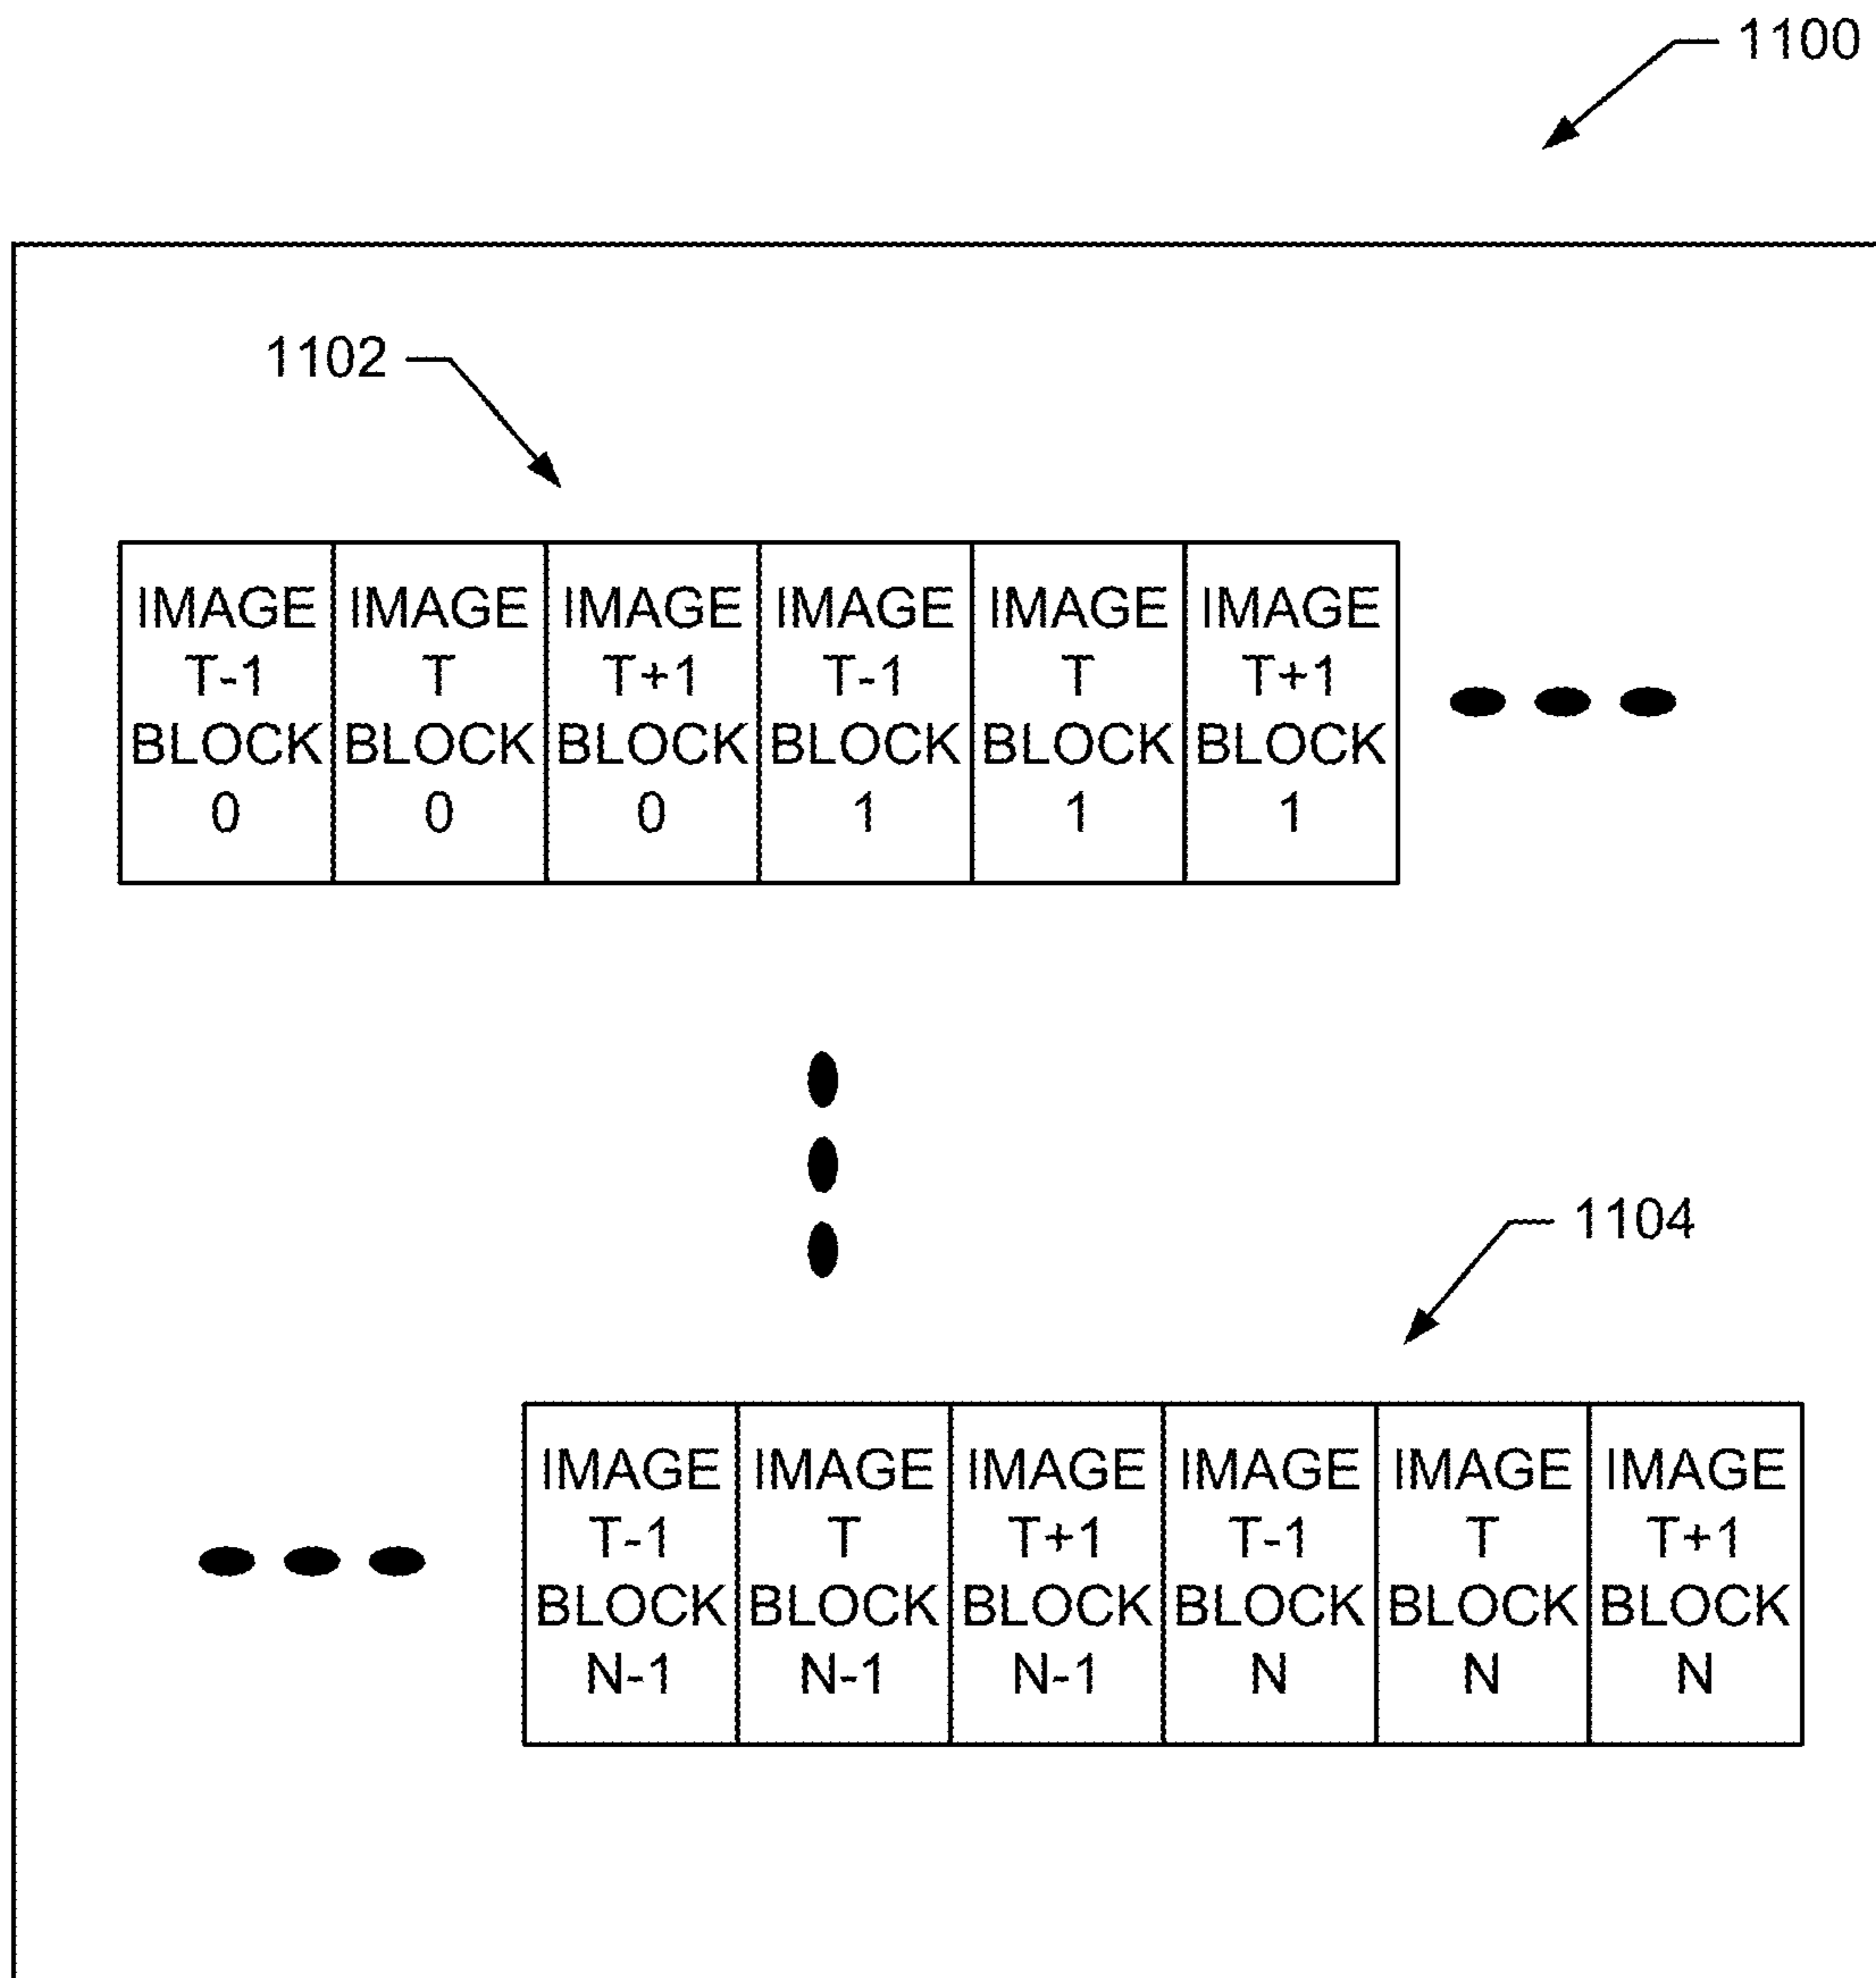 1100
1102
IMAGE T-1 BLOCK 0
IMAGE T BLOCK 0
IMAGE T+1 BLOCK 0
IMAGE T-1 BLOCK 1
IMAGE T BLOCK 1
IMAGE T+1 BLOCK 1
1104
IMAGE T-1 BLOCK N-1
IMAGE T BLOCK N-1
IMAGE T+1 BLOCK N-1
IMAGE T-1 BLOCK N
IMAGE T BLOCK N
IMAGE T+1 BLOCK N